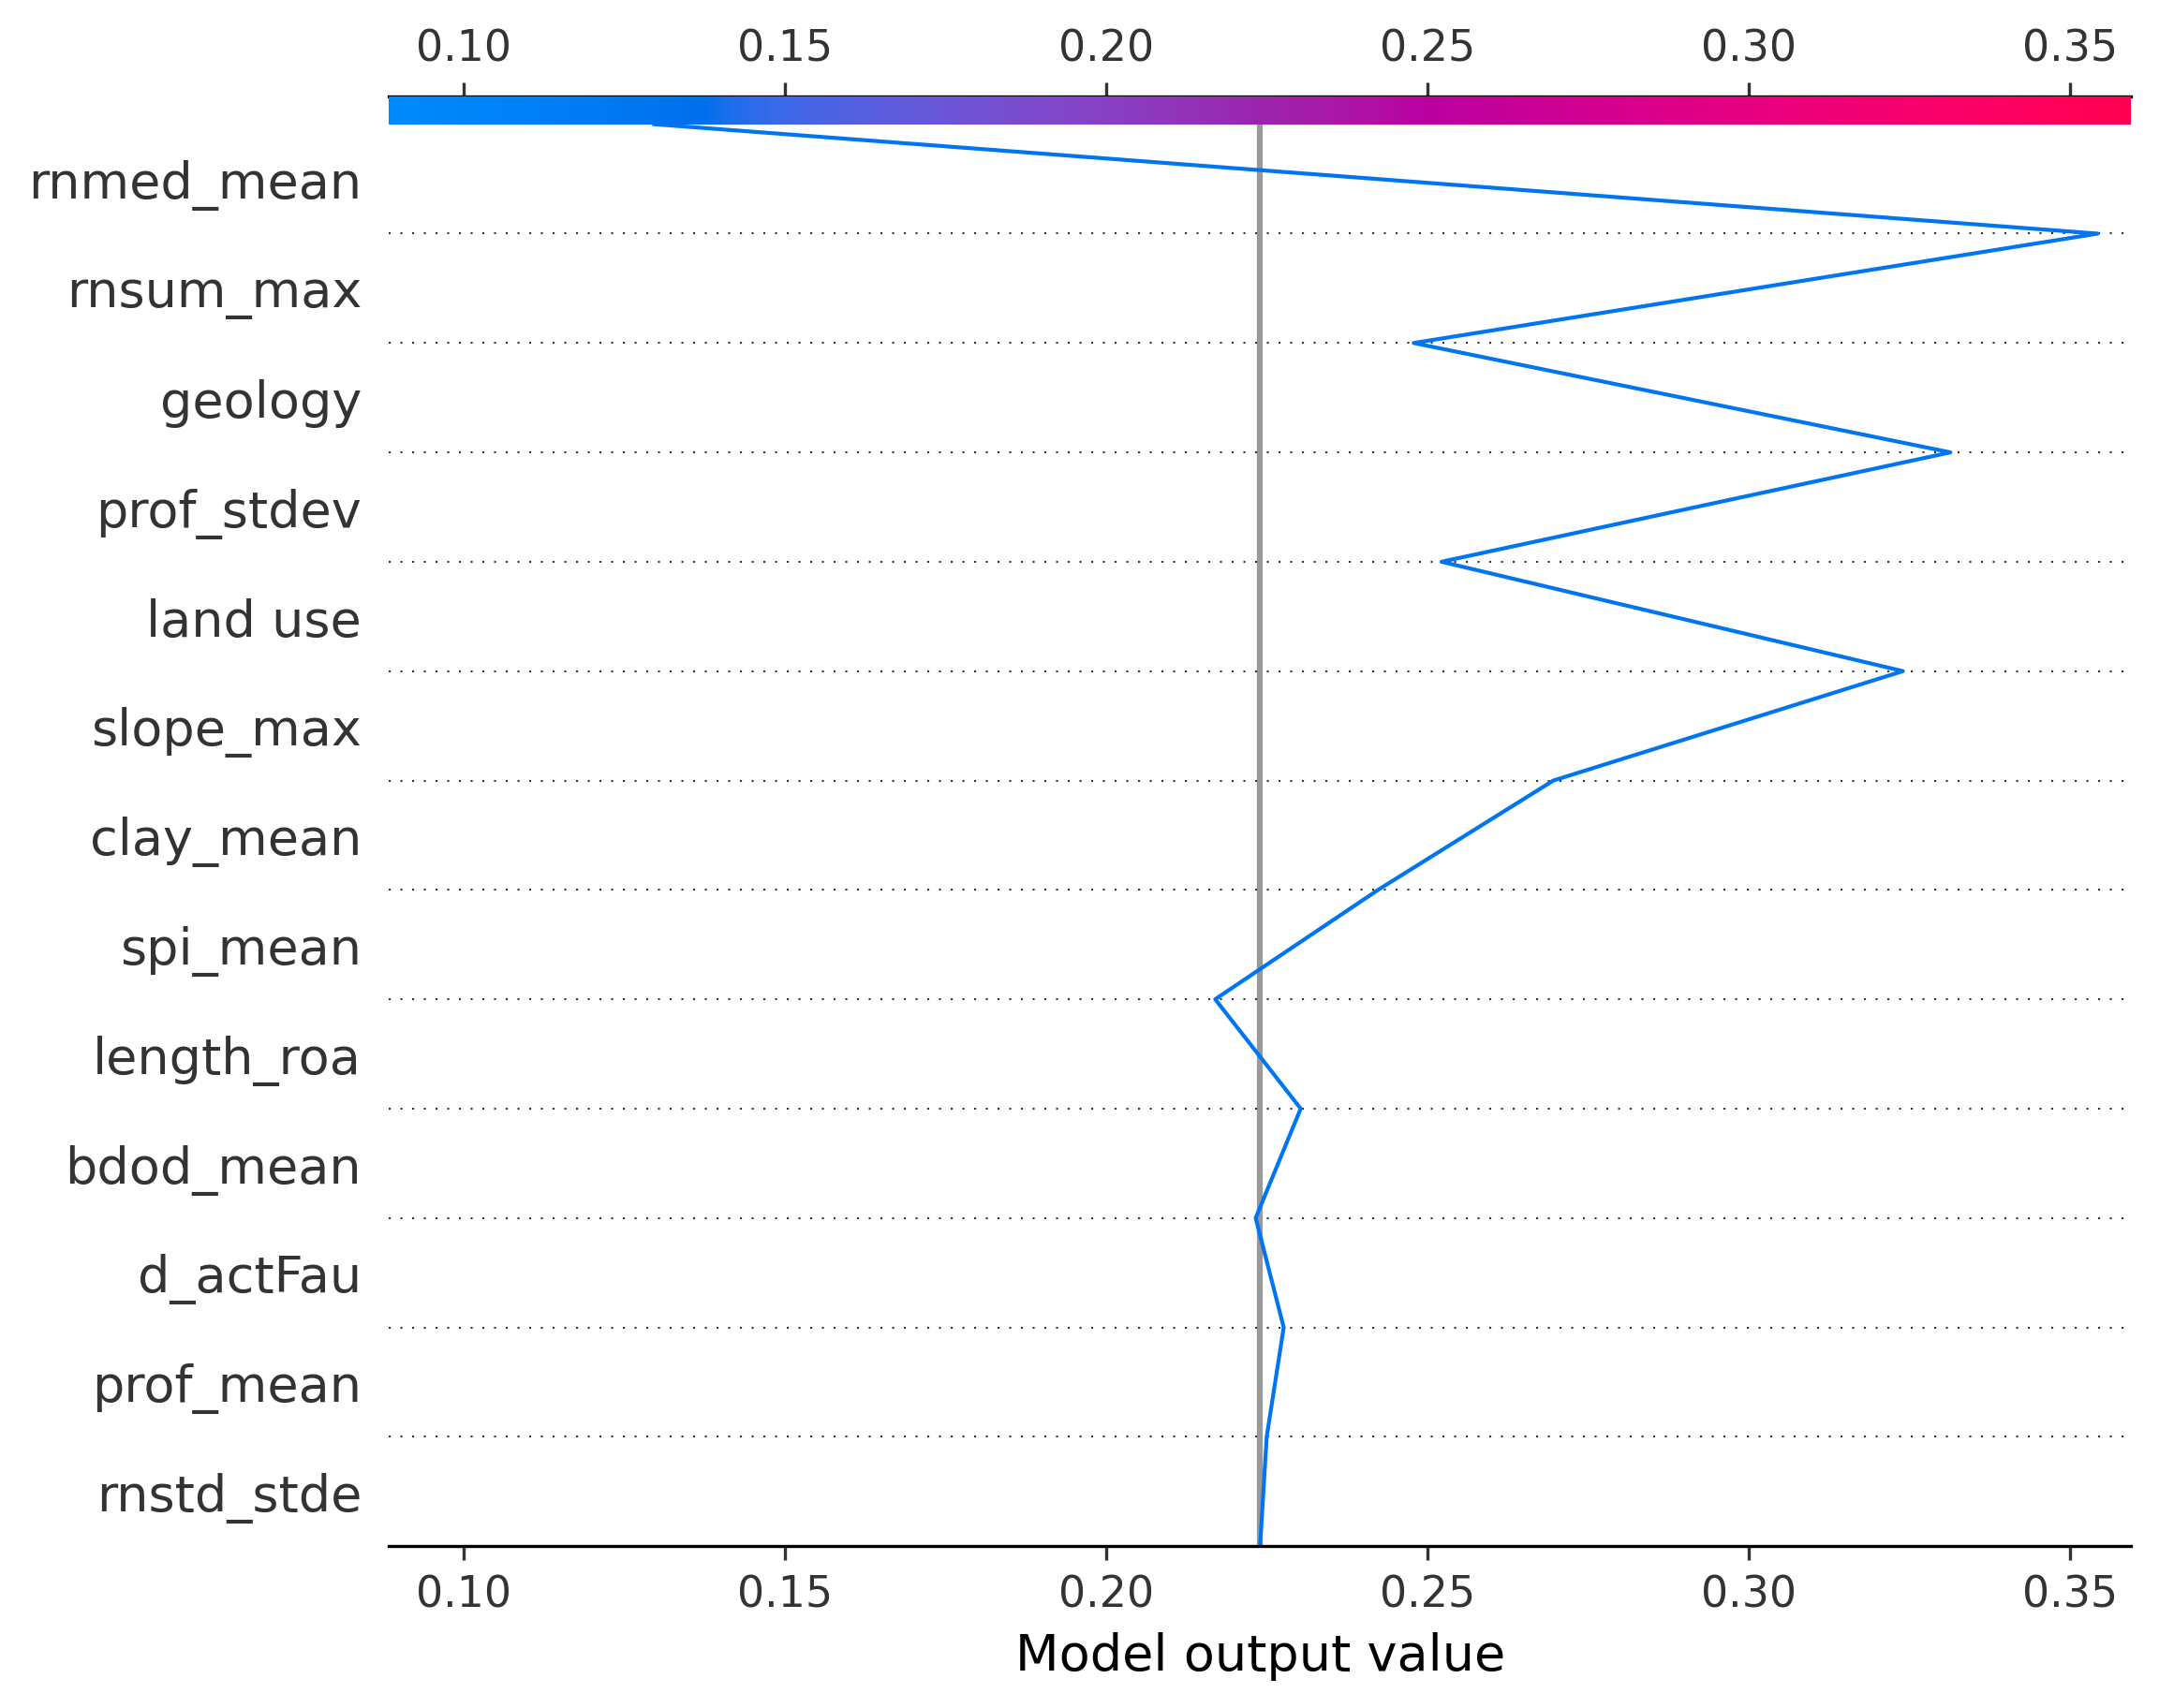 0.10 0.15 0.20 0.25 0.30 0.35
rnmed_mean
rnsum_max
geology
prof_stdev
land use
slope_max
clay_mean
spi_mean
length_roa
bdod_mean
d_actFau
prof_mean
rnstd_stde
0.10 0.15 0.20 0.25 0.30 0.35
Model output value